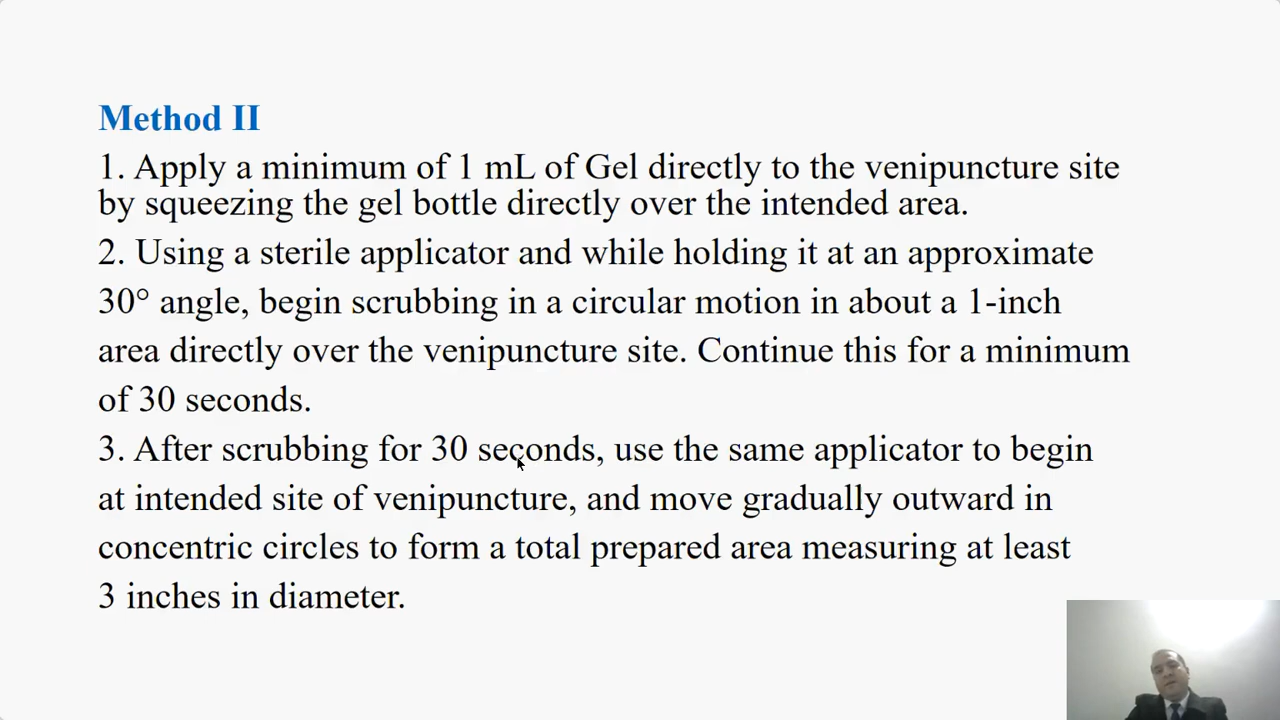 Method II
1. Apply a minimum of 1 mL of Gel directly to the venipuncture site
by squeezing the gel bottle directly over the intended area.
2. Using a sterile applicator and while holding it at an approximate
30° angle, begin scrubbing in a circular motion in about a 1-inch
area directly over the venipuncture site. Continue this for a minimum
of 30 seconds.
3. After scrubbing for 30 seconds, use the same applicator to begin
at intended site of venipuncture, and move gradually outward in
concentric circles to form a total prepared area measuring at least
3 inches in diameter.